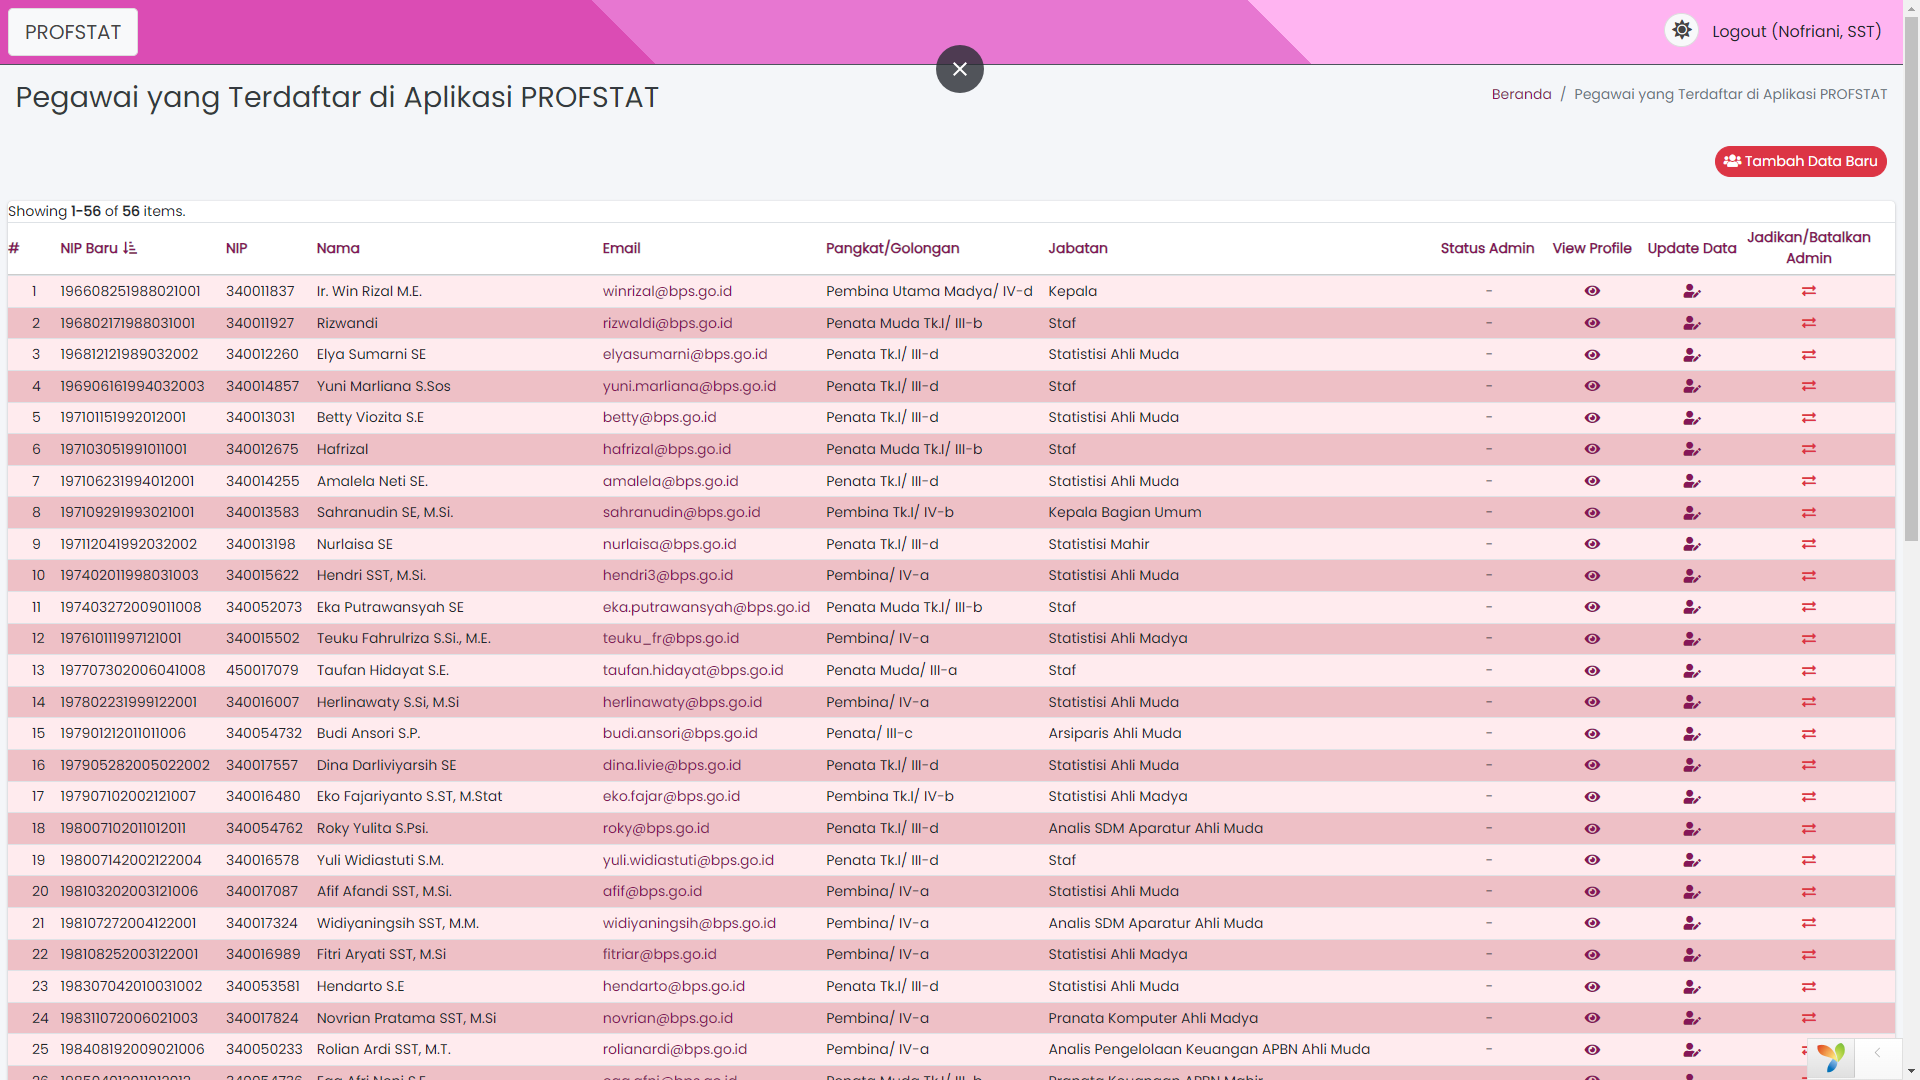 PROFSTAT
Logout (Nofriani, SST)
Pegawai yang Terdaftar di Aplikasi PROFSTAT
Beranda / Pegawai yang Terdaftar di Aplikasi PROFSTAT
Tambah Data Baru
Showing 1-56 of 56 items.
# NIP Baru NIP Nama Email Pangkat/Golongan Jabatan Status Admin View Profile Update Data Jadikan/Batalkan Admin
1 196608251988021001 340011837 Ir. Win Rizal M.E. winrizal@bps.go.id Pembina Utama Madya/ IV-d Kepala -
2 196802171988031001 340011927 Rizwandi rizwaldi@bps.go.id Penata Muda Tk.I/ III-b Staf -
3 196812121989032002 340012260 Elya Sumarni SE elyasumarni@bps.go.id Penata Tk.I/ III-d Statistisi Ahli Muda -
4 196906161994032003 340014857 Yuni Marliana S.Sos yuni.marliana@bps.go.id Penata Tk.I/ III-d Staf -
5 197101151992012001 340013031 Betty Viozita S.E betty@bps.go.id Penata Tk.I/ III-d Statistisi Ahli Muda -
6 197103051991011001 340012675 Hafrizal hafrizal@bps.go.id Penata Muda Tk.I/ III-b Staf -
7 197106231994012001 340014255 Amalela Neti SE. amalela@bps.go.id Penata Tk.I/ III-d Statistisi Ahli Muda -
8 197109291993021001 340013583 Sahranudin SE, M.Si. sahranudin@bps.go.id Pembina Tk.I/ IV-b Kepala Bagian Umum -
9 197112041992032002 340013198 Nurlaisa SE nurlaisa@bps.go.id Penata Tk.I/ III-d Statistisi Mahir -
10 197402011998031003 340015622 Hendri SST, M.Si. hendri3@bps.go.id Pembina/ IV-a Statistisi Ahli Muda -
11 197403272009011008 340052073 Eka Putrawansyah SE eka.putrawansyah@bps.go.id Penata Muda Tk.I/ III-b Staf -
12 197610111997121001 340015502 Teuku Fahrulriza S.Si., M.E. teuku_fr@bps.go.id Pembina/ IV-a Statistisi Ahli Madya -
13 197707302006041008 450017079 Taufan Hidayat S.E. taufan.hidayat@bps.go.id Penata Muda/ III-a Staf -
14 197802231999122001 340016007 Herlinawaty S.Si, M.Si herlinawaty@bps.go.id Pembina/ IV-a Statistisi Ahli Muda -
15 197901212011011006 340054732 Budi Ansori S.P. budi.ansori@bps.go.id Penata/ III-c Arsiparis Ahli Muda -
16 197905282005022002 340017557 Dina Darliviyarsih SE dina.livie@bps.go.id Penata Tk.I/ III-d Statistisi Ahli Muda -
17 197907102002121007 340016480 Eko Fajariyanto S.ST, M.Stat eko.fajar@bps.go.id Pembina Tk.I/ IV-b Statistisi Ahli Madya -
18 198007102011012011 340054762 Roky Yulita S.Psi. roky@bps.go.id Penata Tk.I/ III-d Analis SDM Aparatur Ahli Muda -
19 198007142002122004 340016578 Yuli Widiastuti S.M. yuli.widiastuti@bps.go.id Penata Tk.I/ III-d Staf -
20 198103202003121006 340017087 Afif Afandi SST, M.Si. afif@bps.go.id Pembina/ IV-a Statistisi Ahli Muda -
21 198107272004122001 340017324 Widiyaningsih SST, M.M. widiyaningsih@bps.go.id Pembina/ IV-a Analis SDM Aparatur Ahli Muda -
22 198108252003122001 340016989 Fitri Aryati SST, M.Si fitriar@bps.go.id Pembina/ IV-a Statistisi Ahli Madya -
23 198307042010031002 340053581 Hendarto S.E hendarto@bps.go.id Penata Tk.I/ III-d Statistisi Ahli Muda -
24 198311072006021003 340017824 Novrian Pratama SST, M.Si novrian@bps.go.id Pembina/ IV-a Pranata Komputer Ahli Madya -
25 198408192009021006 340050233 Rolian Ardi SST, M.T. rolianardi@bps.go.id Pembina/ IV-a Analis Pengelolaan Keuangan APBN Ahli Muda -